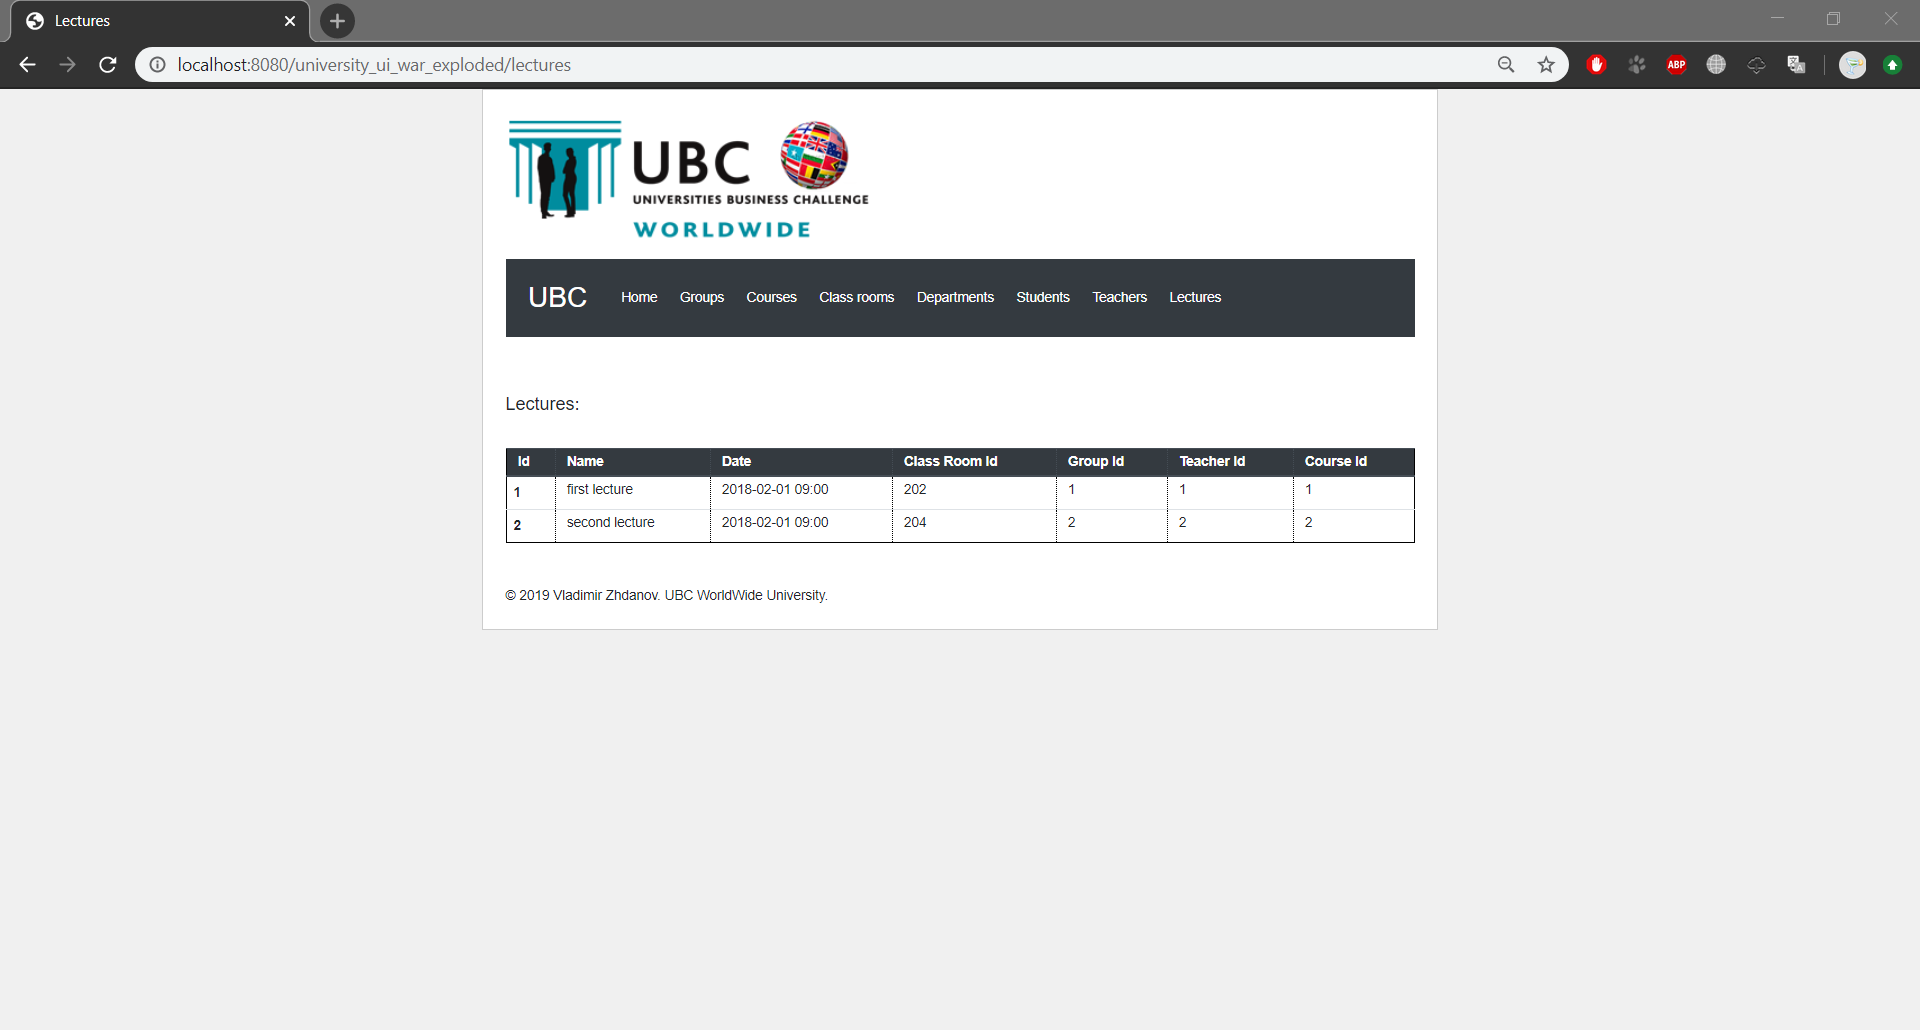 Lectures
localhost:8080/university_ui_war_exploded/lectures
ABP
UBC
UNIVERSITIES BUSINESS CHALLENGE
WORLDWIDE
UBC Home Groups Courses Class rooms Departments Students Teachers Lectures
Lectures:
Id Name Date Class Room Id Group Id Teacher Id Course Id
1 first lecture 2018-02-01 09:00 202 1 1 1
2 second lecture 2018-02-01 09:00 204 2 2 2
© 2019 Vladimir Zhdanov. UBC WorldWide University.